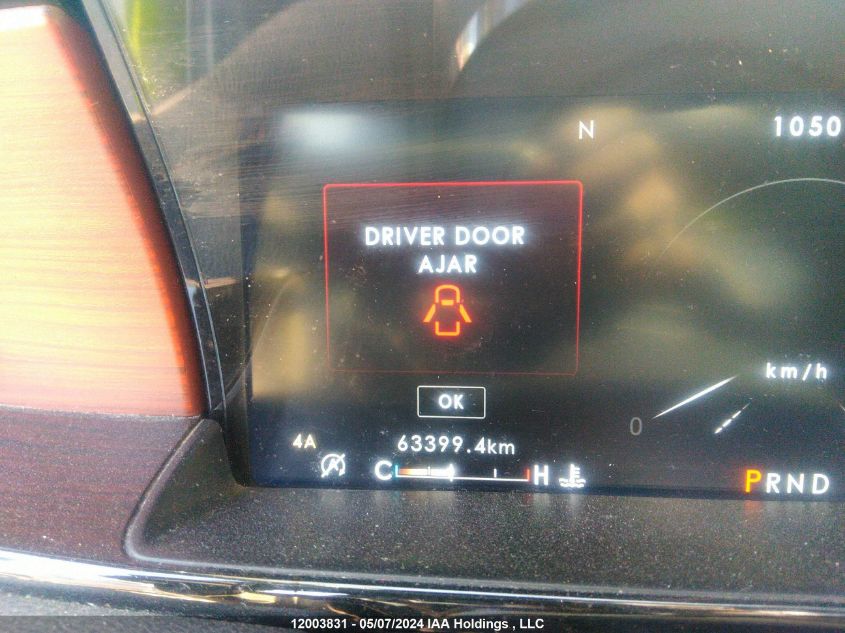 N
1050
DRIVER DOOR
AJAR
km/h
OK
0
4A
63399.4km
C H
PRND
12003831 - 05/07/2024 IAA Holdings , LLC